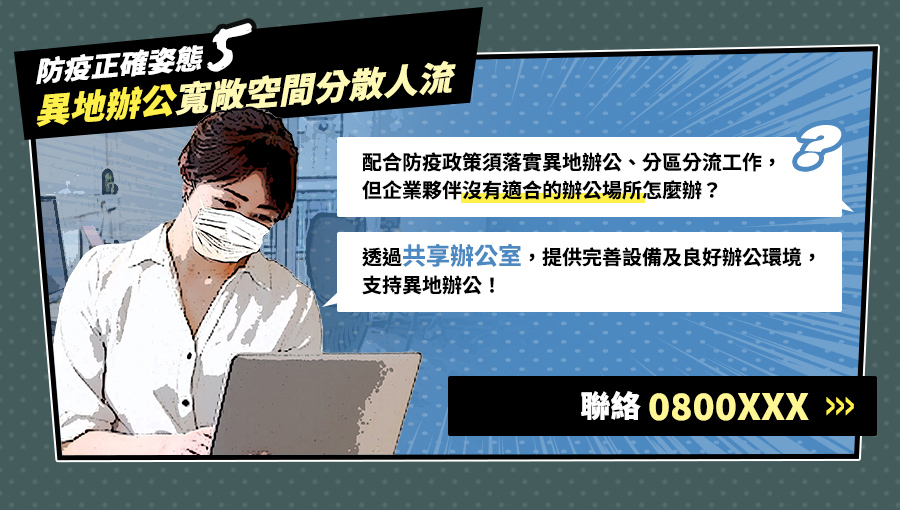 防疫正確姿態5
異地辦公寬敞空間分散人流
?
配合防疫政策須落實異地辦公、分區分流工作，
但企業夥伴沒有適合的辦公場所怎麼辦？
透過共享辦公室，提供完善設備及良好辦公環境，
支持異地辦公！
聯絡 0800XXX >>>